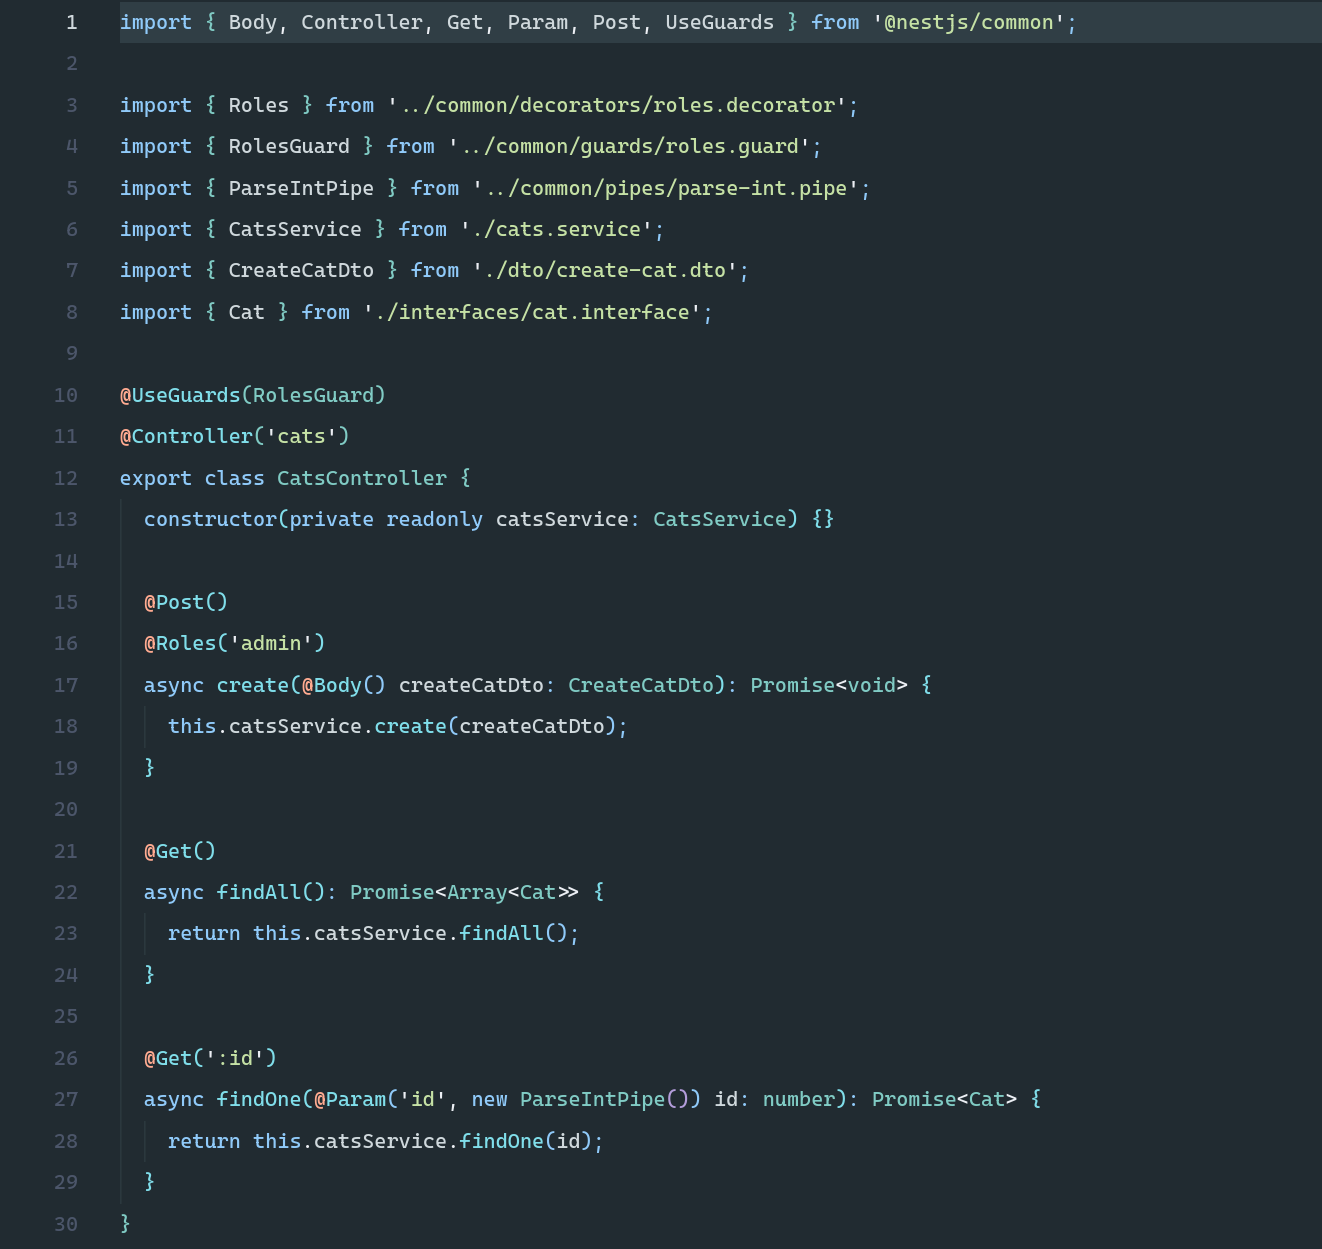 1 import { Body, Controller, Get, Param, Post, UseGuards } from '@nestjs/common';
2
3 import { Roles } from '../common/decorators/roles.decorator';
4 import { RolesGuard } from '../common/guards/roles.guard';
5 import { ParseIntPipe } from '../common/pipes/parse-int.pipe';
6 import { CatsService } from './cats.service';
7 import { CreateCatDto } from './dto/create-cat.dto';
8 import { Cat } from './interfaces/cat.interface';
9
10 @UseGuards(RolesGuard)
11 @Controller('cats')
12 export class CatsController {
13   constructor(private readonly catsService: CatsService) {}
14
15   @Post()
16   @Roles('admin')
17   async create(@Body() createCatDto: CreateCatDto): Promise<void> {
18     this.catsService.create(createCatDto);
19   }
20
21   @Get()
22   async findAll(): Promise<Array<Cat>> {
23     return this.catsService.findAll();
24   }
25
26   @Get(':id')
27   async findOne(@Param('id', new ParseIntPipe()) id: number): Promise<Cat> {
28     return this.catsService.findOne(id);
29   }
30 }